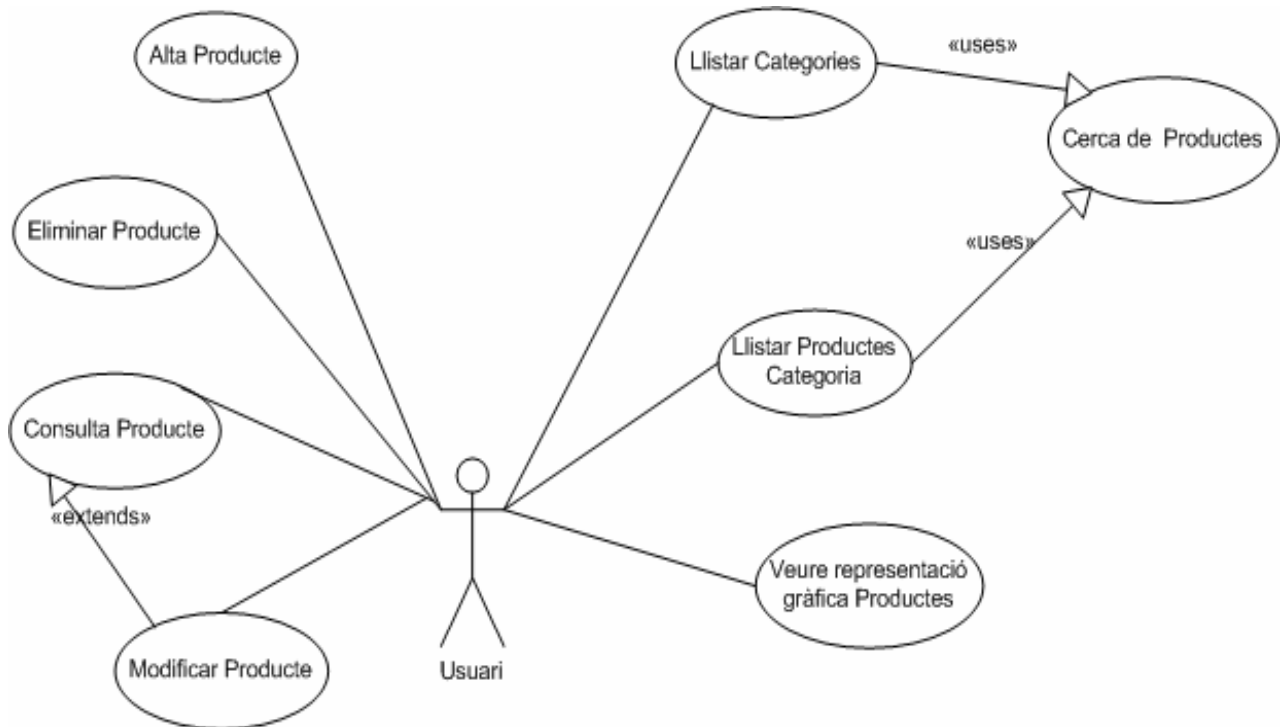 Alta Producte
Llistar Categories
«uses»
Cerca de Productes
Eliminar Producte
«uses»
Llistar Productes
Categoria
Consulta Producte
«extends»
Veure representació
gràfica Productes
Modificar Producte
Usuari